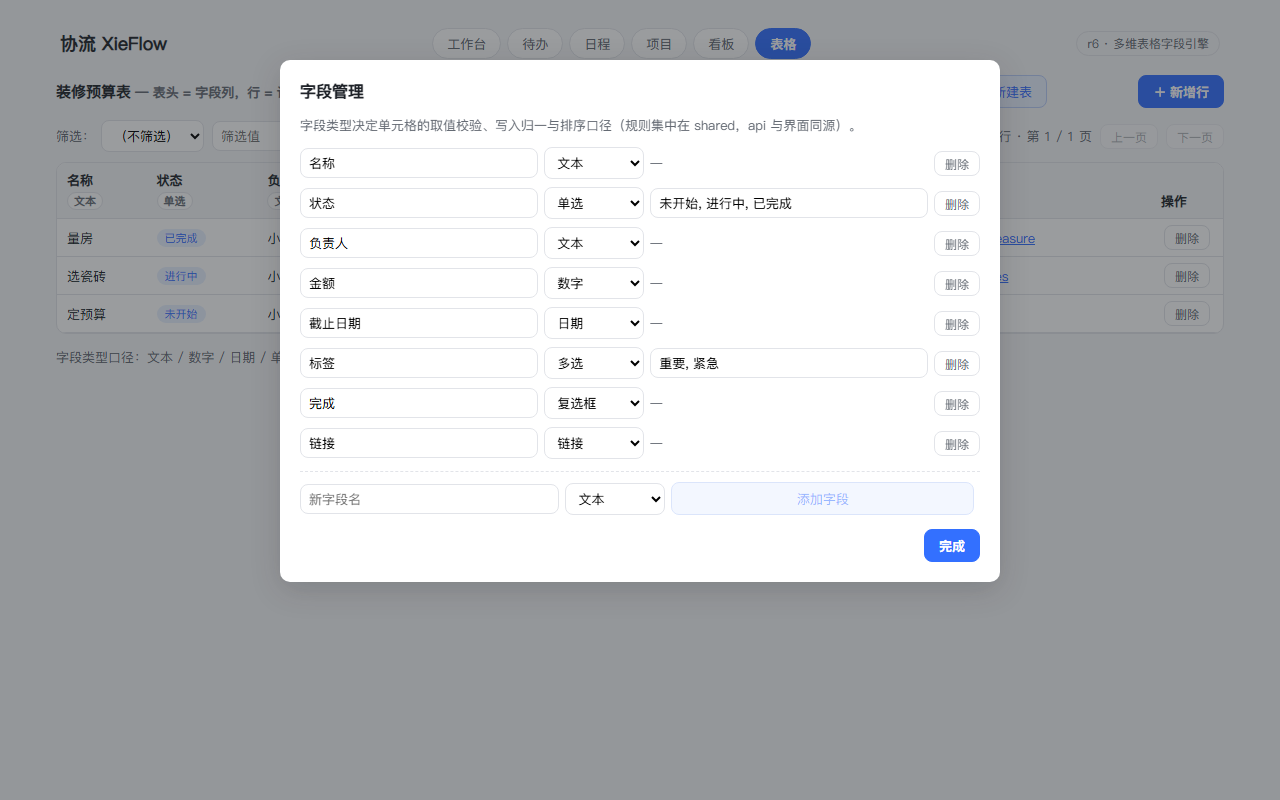 协流 XieFlow
工作台 待办 日程 项目 看板 表格
r6 · 多维表格字段引擎
装修预算表 — 表头 = 字段列，行 =
建表
＋ 新增行
筛选： （不筛选） 筛选值
行 · 第 1 / 1 页 上一页 下一页
名称 状态
文本 单选
操作
量房 已完成 easure 删除
选瓷砖 进行中 es 删除
定预算 未开始 删除
字段类型口径：文本 / 数字 / 日期 /
字段管理
字段类型决定单元格的取值校验、写入归一与排序口径（规则集中在 shared，api 与界面同源）。
名称 文本 — 删除
状态 单选 未开始, 进行中, 已完成 删除
负责人 文本 — 删除
金额 数字 — 删除
截止日期 日期 — 删除
标签 多选 重要, 紧急 删除
完成 复选框 — 删除
链接 链接 — 删除
新字段名 文本 添加字段
完成